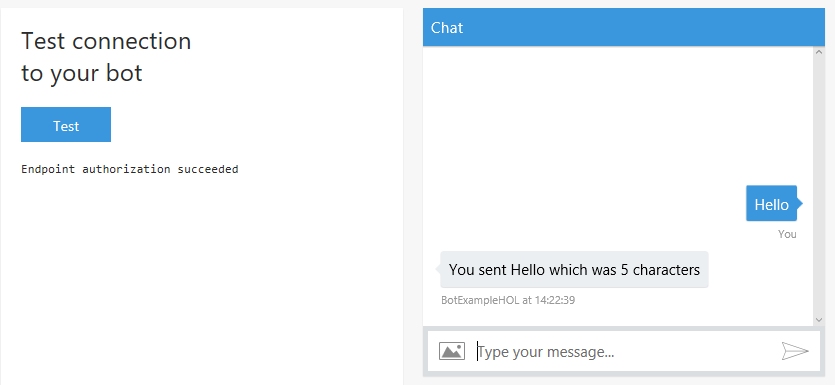 Test connection
to your bot
Test
Endpoint authorization succeeded
Chat
Hello
You
You sent Hello which was 5 characters
BotExampleHOL at 14:22:39
Type your message...